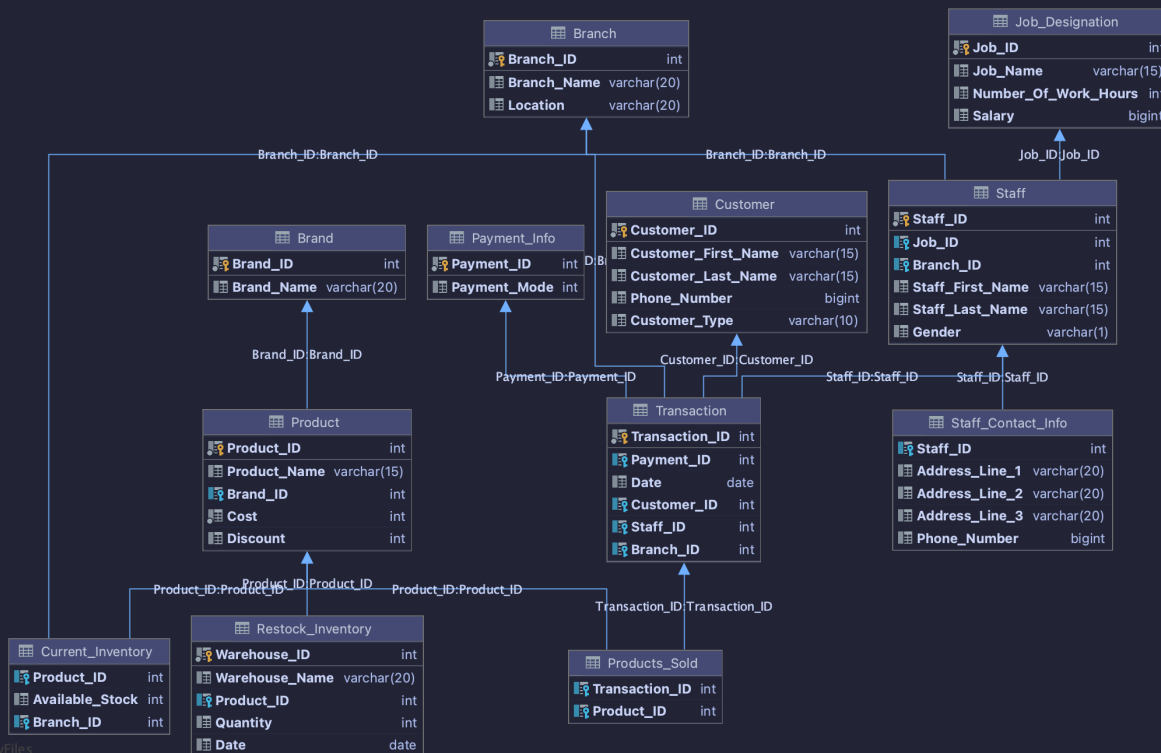 Branch
Branch_ID int
Branch_Name varchar(20)
Location varchar(20)
Job_Designation
Job_ID int
Job_Name varchar(15)
Number_Of_Work_Hours int
Salary bigint
Branch_ID:Branch_ID
Branch_ID:Branch_ID
Job_ID:Job_ID
Brand
Brand_ID int
Brand_Name varchar(20)
Payment_Info
Payment_ID int
Payment_Mode int
D:B
Customer
Customer_ID int
Customer_First_Name varchar(15)
Customer_Last_Name varchar(15)
Phone_Number bigint
Customer_Type varchar(10)
Staff
Staff_ID int
Job_ID int
Branch_ID int
Staff_First_Name varchar(15)
Staff_Last_Name varchar(15)
Gender varchar(1)
Brand_ID:Brand_ID
Payment_ID:Payment_ID
Customer_ID:Customer_ID
Staff_ID:Staff_ID
Staff_ID:Staff_ID
Product
Product_ID int
Product_Name varchar(15)
Brand_ID int
Cost int
Discount int
Transaction
Transaction_ID int
Payment_ID int
Date date
Customer_ID int
Staff_ID int
Branch_ID int
Staff_Contact_Info
Staff_ID int
Address_Line_1 varchar(20)
Address_Line_2 varchar(20)
Address_Line_3 varchar(20)
Phone_Number bigint
Product_ID:Product_ID
Product_ID:Product_ID
Product_ID:Product_ID
Transaction_ID:Transaction_ID
Current_Inventory
Product_ID int
Available_Stock int
Branch_ID int
Restock_Inventory
Warehouse_ID int
Warehouse_Name varchar(20)
Product_ID int
Quantity int
Date date
Products_Sold
Transaction_ID int
Product_ID int